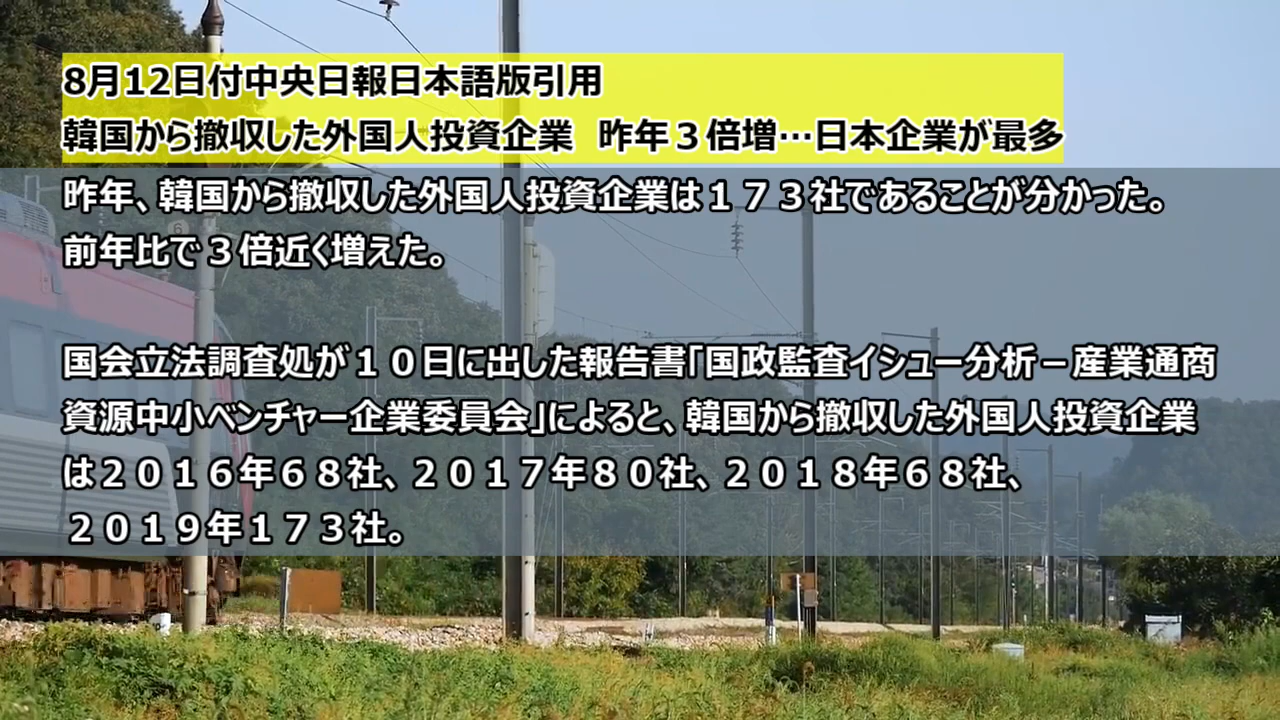 8月12日付中央日報日本語版引用
韓国から撤収した外国人投資企業　昨年３倍増…日本企業が最多
昨年、韓国から撤収した外国人投資企業は１７３社であることが分かった。
前年比で３倍近く増えた。
国会立法調査処が１０日に出した報告書「国政監査イシュー分析－産業通商
資源中小ベンチャー企業委員会」によると、韓国から撤収した外国人投資企業
は２０１６年６８社、２０１７年８０社、２０１８年６８社、
２０１９年１７３社。